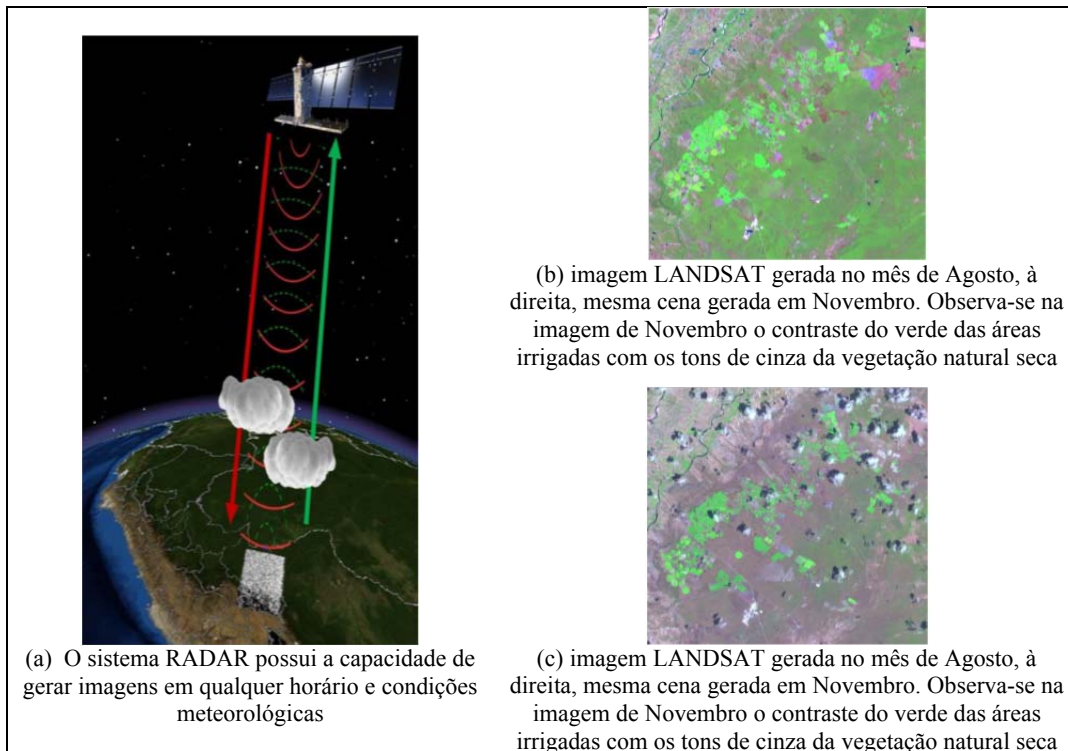 (a) O sistema RADAR possui a capacidade de
gerar imagens em qualquer horário e condições
meteorológicas
(b) imagem LANDSAT gerada no mês de Agosto, à
direita, mesma cena gerada em Novembro. Observa-se na
imagem de Novembro o contraste do verde das áreas
irrigadas com os tons de cinza da vegetação natural seca
(c) imagem LANDSAT gerada no mês de Agosto, à
direita, mesma cena gerada em Novembro. Observa-se na
imagem de Novembro o contraste do verde das áreas
irrigadas com os tons de cinza da vegetação natural seca